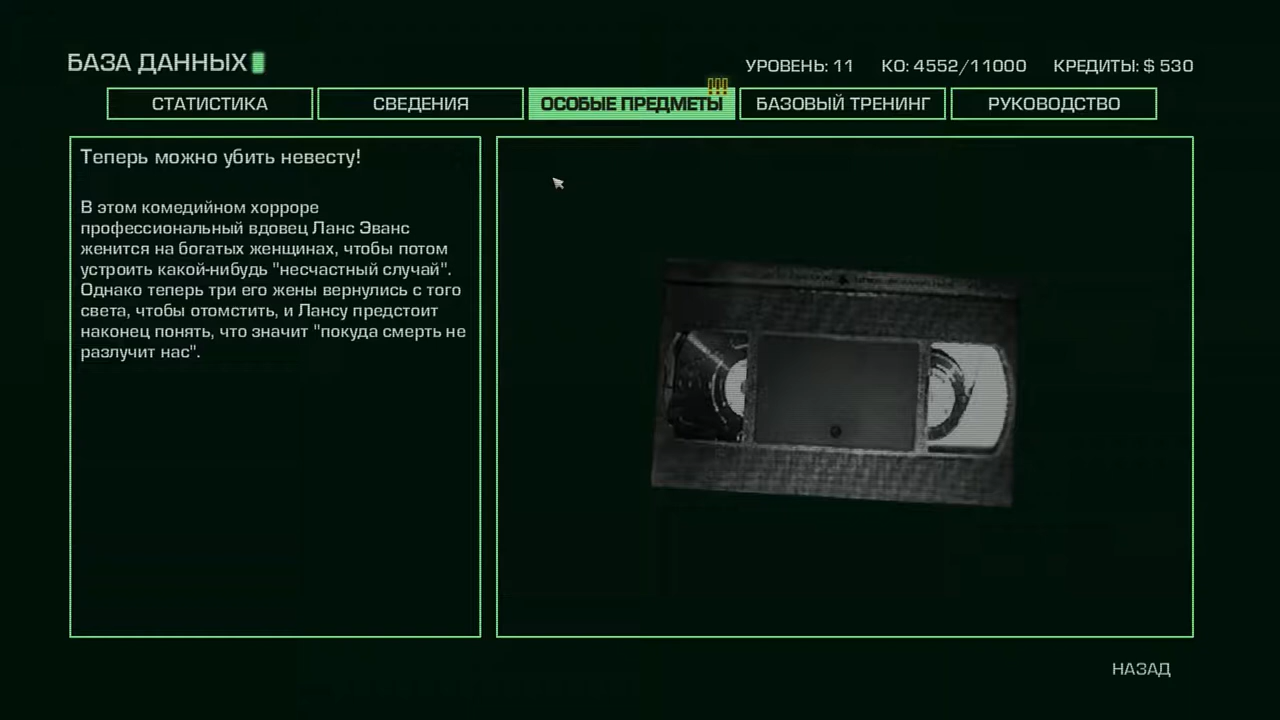 БАЗА ДАННЫХ
УРОВЕНЬ: 11 КО: 4552/11000 КРЕДИТЫ: $ 530
СТАТИСТИКА СВЕДЕНИЯ ОСОБЫЕ ПРЕДМЕТЫ !!! БАЗОВЫЙ ТРЕНИНГ РУКОВОДСТВО
Теперь можно убить невесту!
В этом комедийном хорроре
профессиональный вдовец Ланс Эванс
женится на богатых женщинах, чтобы потом
устроить какой-нибудь "несчастный случай".
Однако теперь три его жены вернулись с того
света, чтобы отомстить, и Лансу предстоит
наконец понять, что значит "покуда смерть не
разлучит нас".
НАЗАД